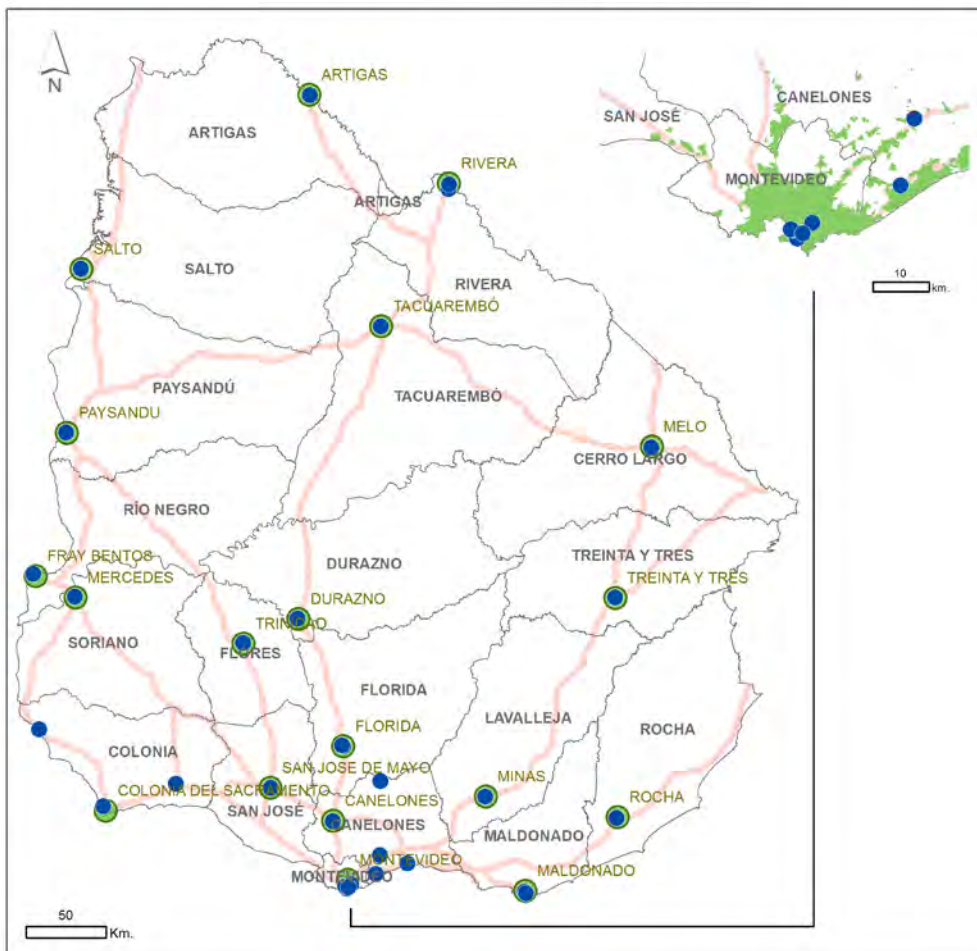 N
ARTIGAS
ARTIGAS
RIVERA
ARTIGAS
SAN JOSÉ
CANELONES
MONTEVIDEO
10
km.
SALTO
SALTO
RIVERA
TACUAREMBÓ
PAYSANDÚ
TACUAREMBÓ
PAYSANDU
MELO
CERRO LARGO
RÍO NEGRO
FRAY BENTOS
MERCEDES
DURAZNO
TREINTA Y TRES
TREINTA Y TRES
DURAZNO
TRINIDAD
SORIANO
FLORES
FLORIDA
LAVALLEJA
ROCHA
FLORIDA
COLONIA
SAN JOSE DE MAYO
MINAS
COLONIA DEL SACRAMENTO
SAN JOSÉ
CANELONES
CANELONES
ROCHA
MALDONADO
MONTEVIDEO
MONTEVIDEO
MALDONADO
50
Km.